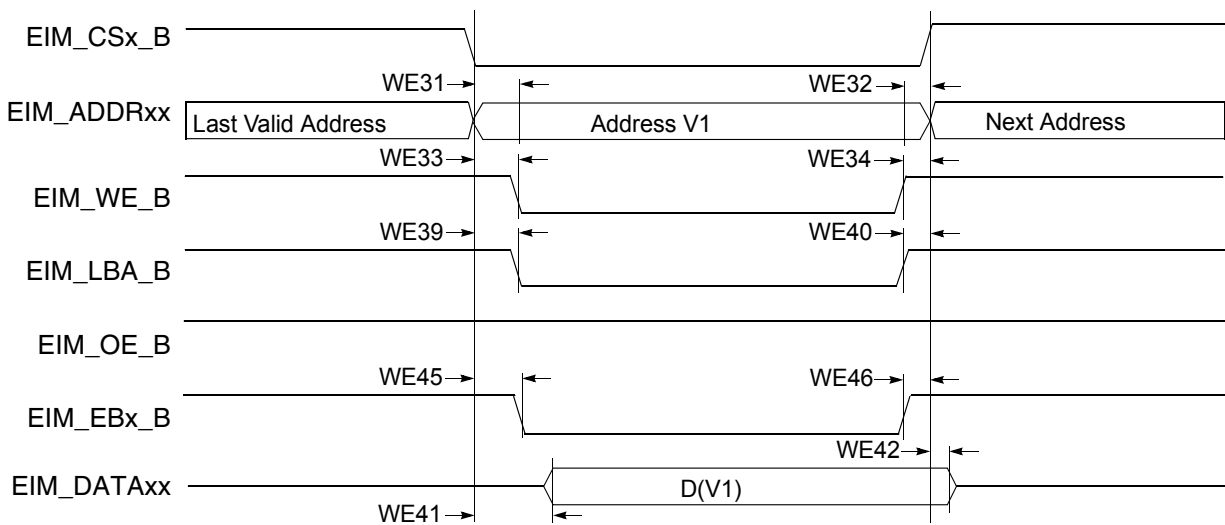 EIM_CSx_B
WE31
WE32
EIM_ADDRxx
Last Valid Address
Address V1
Next Address
WE33
WE34
EIM_WE_B
WE39
WE40
EIM_LBA_B
EIM_OE_B
WE45
WE46
EIM_EBx_B
WE42
EIM_DATAxx
D(V1)
WE41